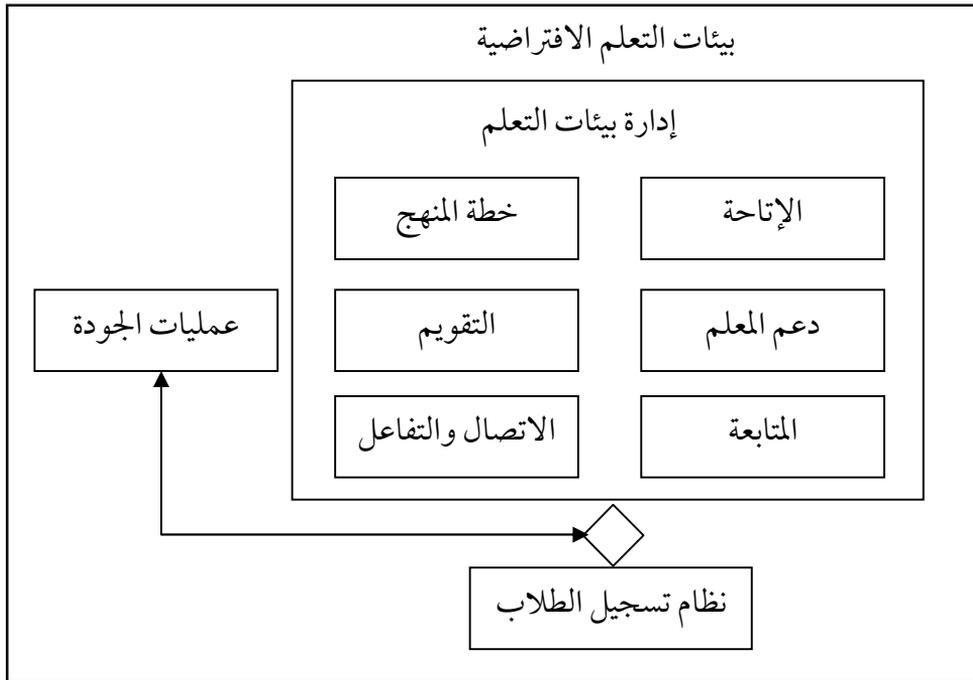 بيئات التعلم الافتراضية
إدارة بيئات التعلم
الإتاحة
خطة المنهج
دعم المعلم
التقويم
عمليات الجودة
المتابعة
الاتصال والتفاعل
نظام تسجيل الطلاب